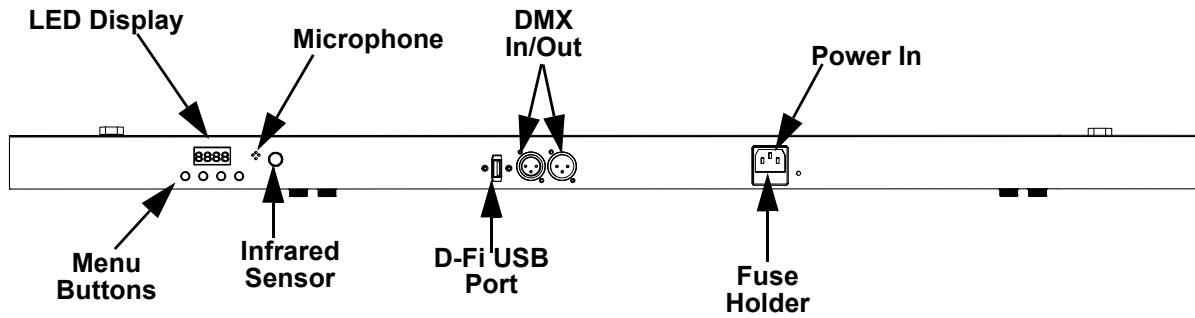 LED Display
Microphone
DMX
In/Out
Power In
8888
Menu
Buttons
Infrared
Sensor
D-Fi USB
Port
Fuse
Holder